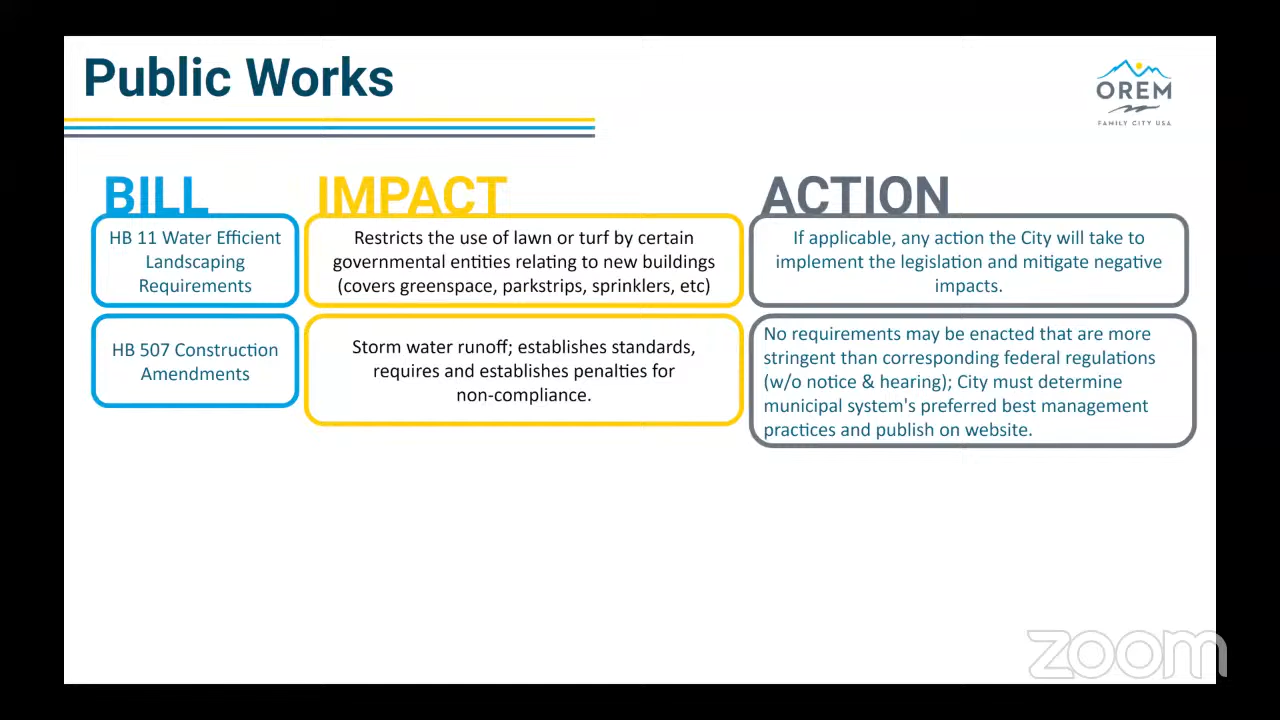 Public Works
OREM
FAMILY CITY USA
BILL
IMPACT
ACTION
HB 11 Water Efficient
Landscaping
Requirements
Restricts the use of lawn or turf by certain
governmental entities relating to new buildings
(covers greenspace, parkstrips, sprinklers, etc)
If applicable, any action the City will take to
implement the legislation and mitigate negative
impacts.
HB 507 Construction
Amendments
Storm water runoff; establishes standards,
requires and establishes penalties for
non-compliance.
No requirements may be enacted that are more
stringent than corresponding federal regulations
(w/o notice & hearing); City must determine
municipal system's preferred best management
practices and publish on website.
zoom